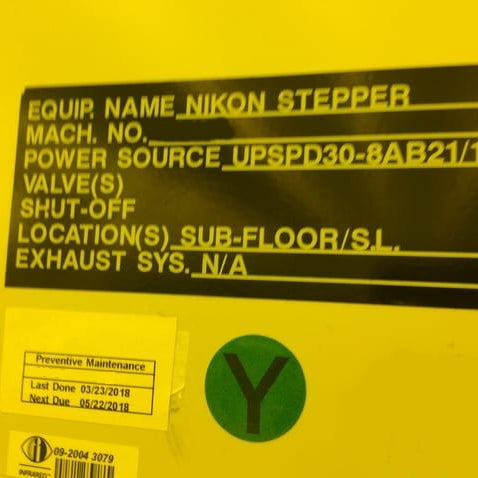 EQUIP. NAME NIKON STEPPER
MACH. NO.
POWER SOURCE UPSPD30-8AB21/1
VALVE(S)
SHUT-OFF
LOCATION(S) SUB-FLOOR/S.L.
EXHAUST SYS. N/A
Preventive Maintenance
Last Done 03/23/2018
Next Due 05/22/2018
Y
09-2004 3079
INFRARED